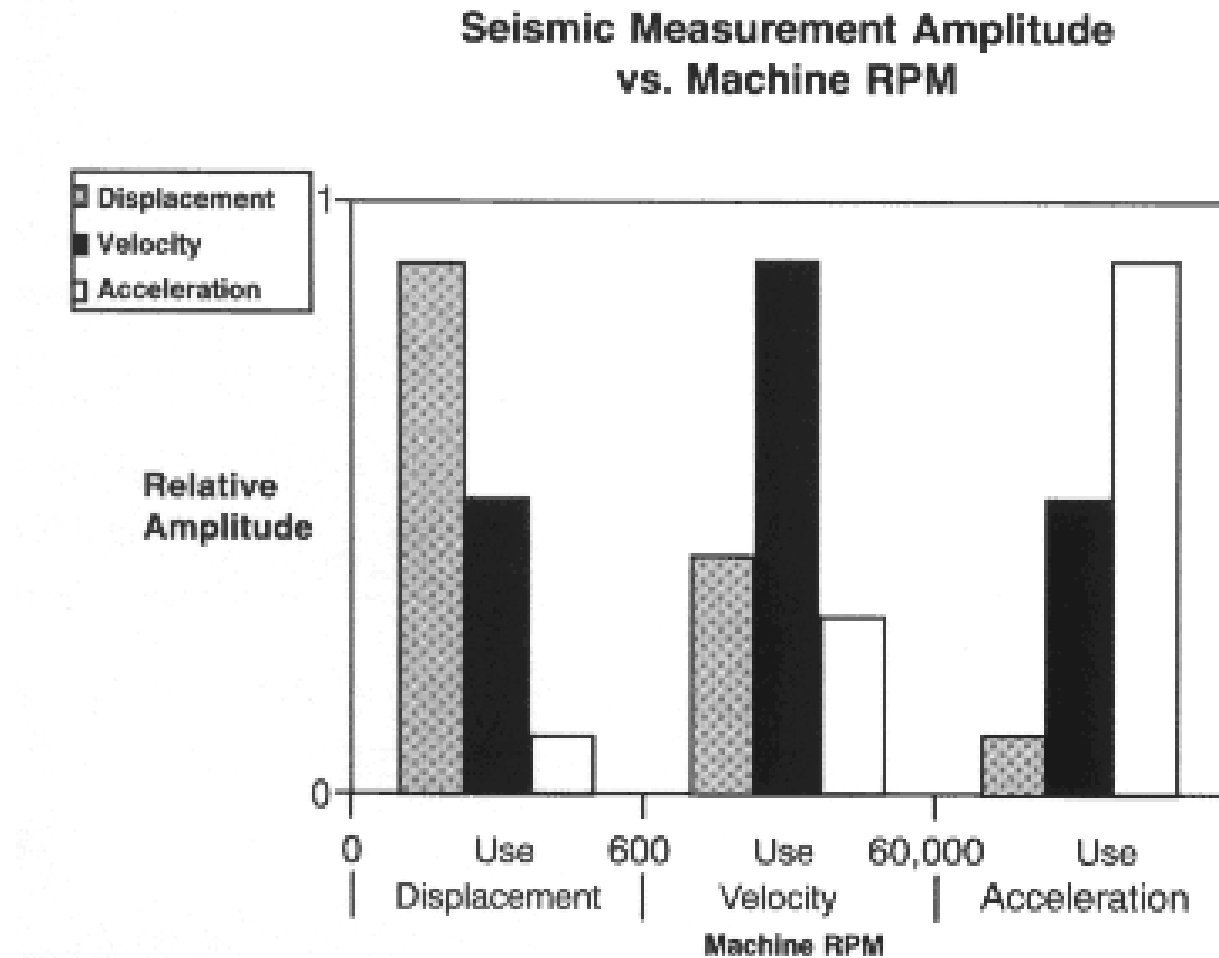 Seismic Measurement Amplitude
vs. Machine RPM
Displacement
Velocity
Acceleration
1
Relative
Amplitude
0
0 Use 600 Use 60,000 Use
Displacement Velocity Acceleration
Machine RPM